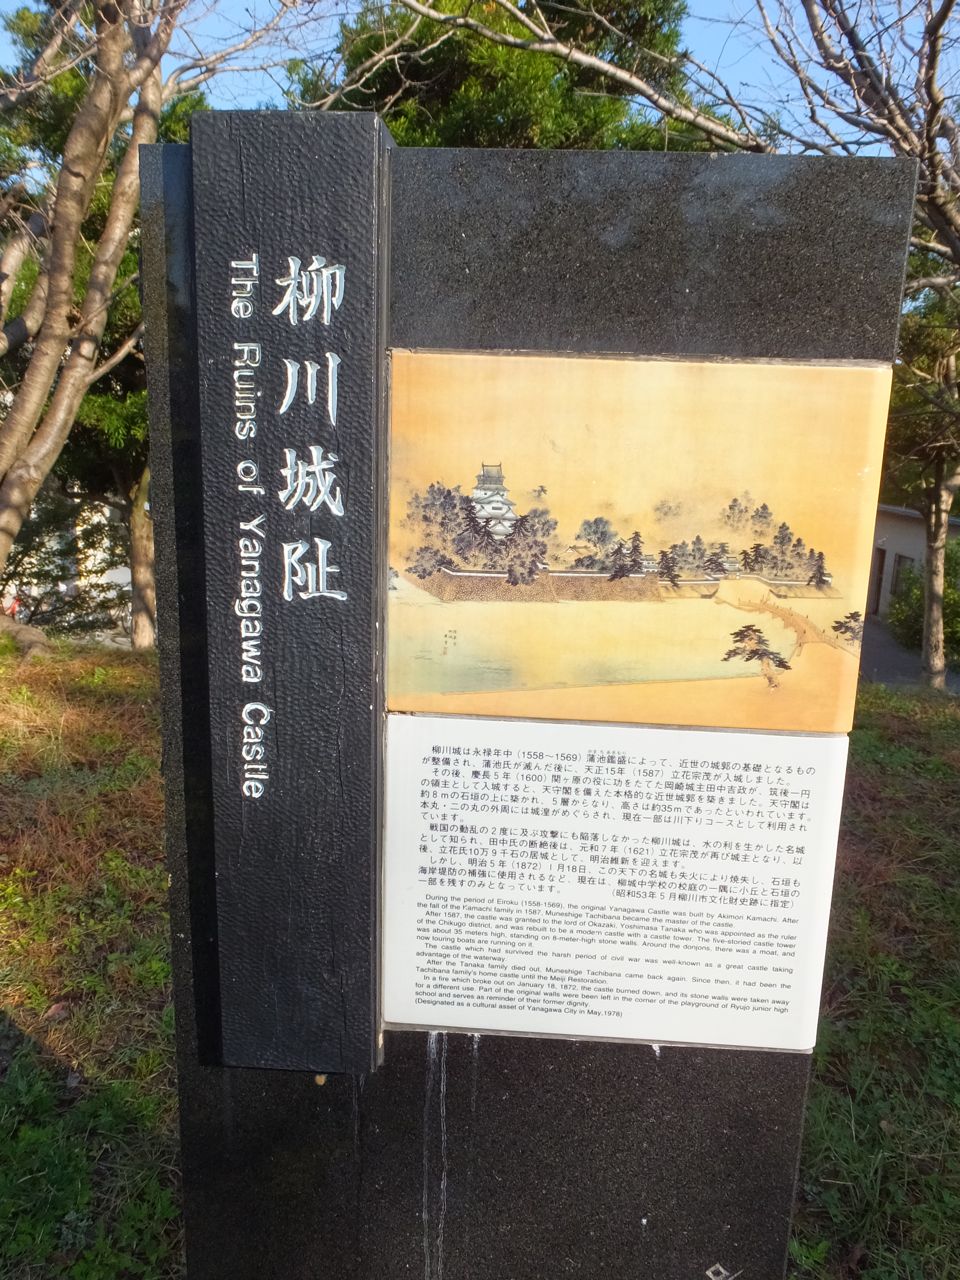 柳川城址
The Ruins of Yanagawa Castle
柳川城は永禄年中（1558～1569）蒲池鑑盛によって、近世の城郭の基礎となるもの
が整備され、蒲池氏が滅んだ後に、天正15年（1587）立花宗茂が入城しました。
その後、慶長5年（1600）関ヶ原の役に功をたてた岡崎城主田中吉政が、筑後一円
の領主として入城すると、天守閣を備えた本格的な近世城郭を築きました。天守閣は
約8mの石垣の上に築かれ、5層からなり、高さは約35mであったといわれています。
本丸・二の丸の外周には城湟がめぐらされ、現在一部は川下りコースとして利用され
ています。
戦国の動乱の2度に及ぶ攻撃にも陥落しなかった柳川城は、水の利を生かした名城
として知られ、田中氏の断絶後は、元和7年（1621）立花宗茂が再び城主となり、以
後、立花氏10万9千石の居城として、明治維新を迎えます。
しかし、明治5年（1872）1月18日、この天下の名城も失火により焼失し、石垣も
海岸堤防の補強に使用されるなど、現在は、柳城中学校の校庭の一隅に小丘と石垣の
一部を残すのみとなっています。（昭和53年5月柳川市文化財史跡に指定）
During the period of Eiroku (1558-1569), the original Yanagawa Castle was built by Akimori Kamachi. After
the fall of the Kamachi family in 1587, Muneshige Tachibana became the master of the castle.
After 1587, the castle was granted to the lord of Okazaki. Yoshimasa Tanaka who was appointed as the ruler
of the Chikugo district, and was rebuilt to be a modern castle with a castle tower. The five-storied castle tower
was about 35 meters high, standing on 8-meter-high stone walls. Around the donjons, there was a moat, and
now touring boats are running on it.
The castle which had survived the harsh period of civil war was well-known as a great castle taking
advantage of the waterway.
After the Tanaka family died out, Muneshige Tachibana came back again. Since then, it had been the
Tachibana family's home castle until the Meiji Restoration.
In a fire which broke out on January 18, 1872, the castle burned down, and its stone walls were taken away
for a different use. Part of the original walls were been left in the corner of the playground of Ryujo junior high
school and serves as reminder of their former dignity.
(Designated as a cultural asset of Yanagawa City in May,1978)